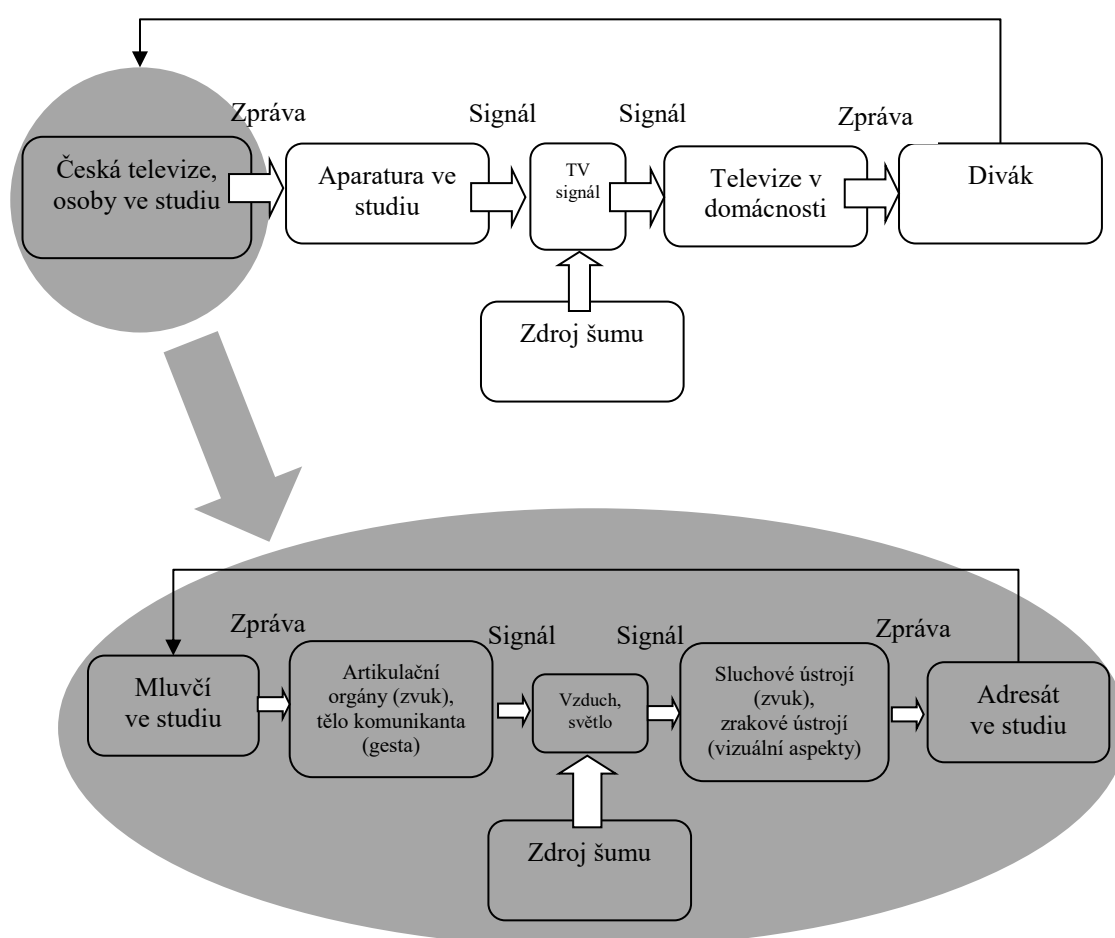 Zpráva
Signál
Signál
Zpráva
Česká televize,
osoby ve studiu
Aparatura ve
studiu
TV
signál
Televize v
domácnosti
Divák
Zdroj šumu
Zpráva
Signál
Signál
Zpráva
Mluvčí
ve studiu
Artikulační
orgány (zvuk),
tělo komunikanta
(gesta)
Vzduch,
světlo
Sluchové ústrojí
(zvuk),
zrakové ústrojí
(vizuální aspekty)
Adresát
ve studiu
Zdroj šumu